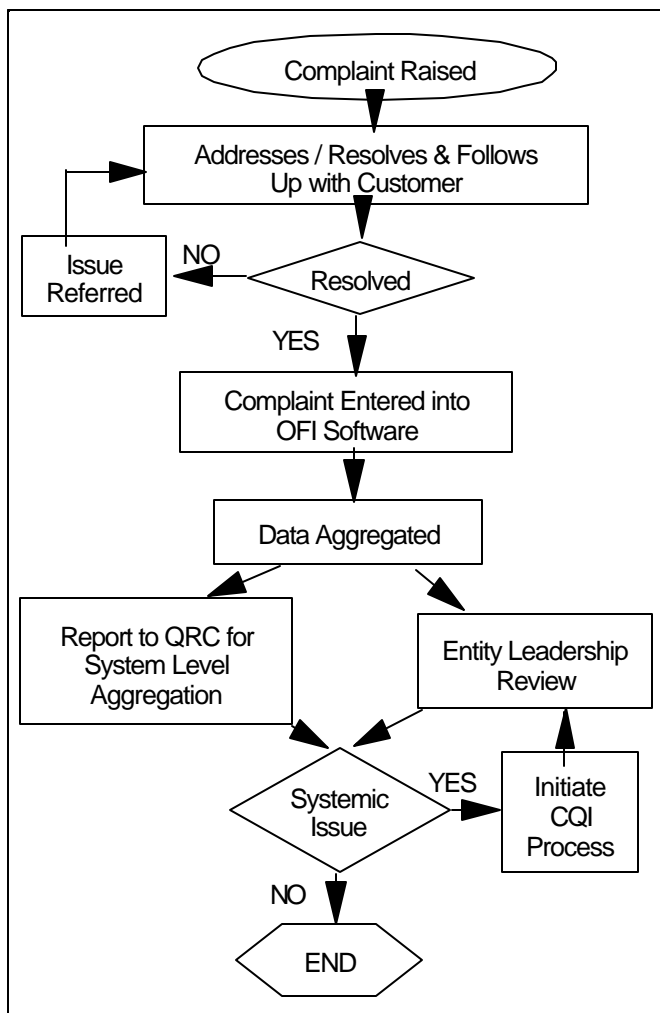 Complaint Raised
Addresses / Resolves & Follows
Up with Customer
Issue
Referred
NO
Resolved
YES
Complaint Entered into
OFI Software
Data Aggregated
Report to QRC for
System Level
Aggregation
Entity Leadership
Review
Systemic
Issue
YES
Initiate
CQI
Process
NO
END